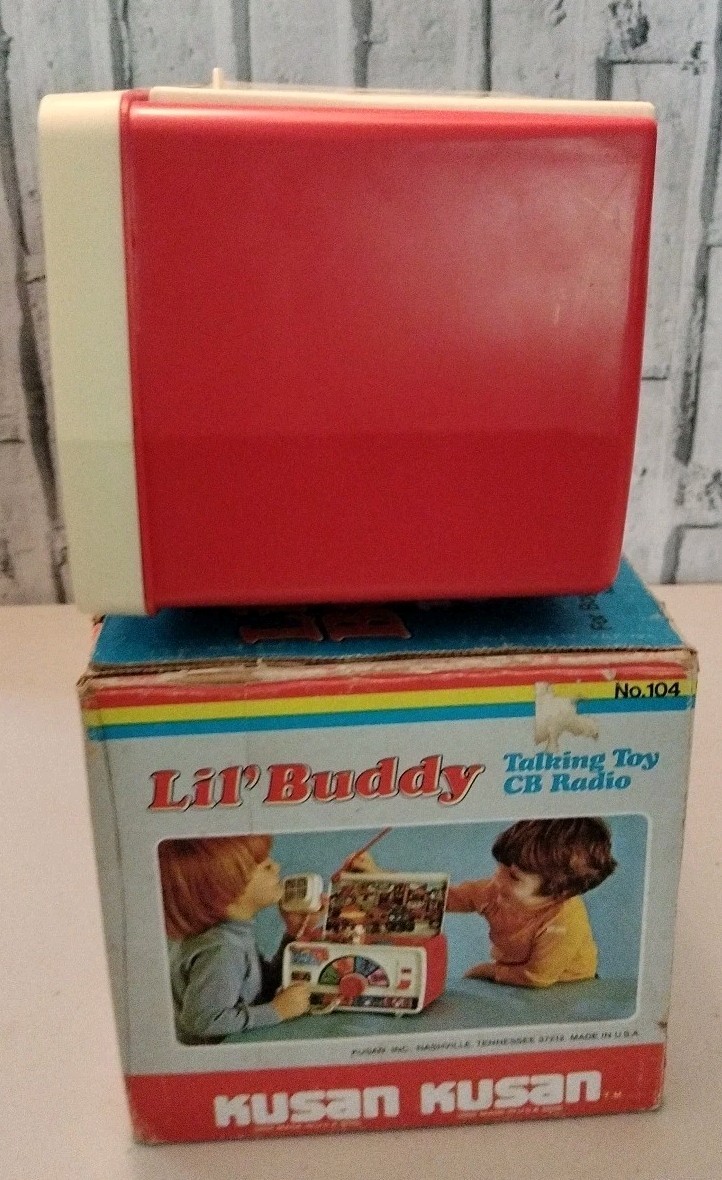 No.104
Lil' Buddy
Talking Toy
CB Radio
KUSAN, INC. NASHVILLE, TENNESSEE 37212 MADE IN U.S.A.
KUSAN KUSAN T.M.